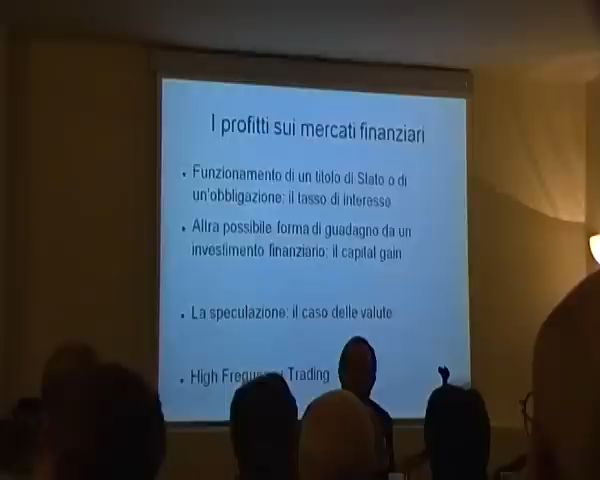 I profitti sui mercati finanziari
• Funzionamento di un titolo di Stato o di
un'obbligazione: il tasso di interesse
• Altra possibile forma di guadagno da un
investimento finanziario: il capital gain
• La speculazione: il caso delle valute
• High Frequent Trading